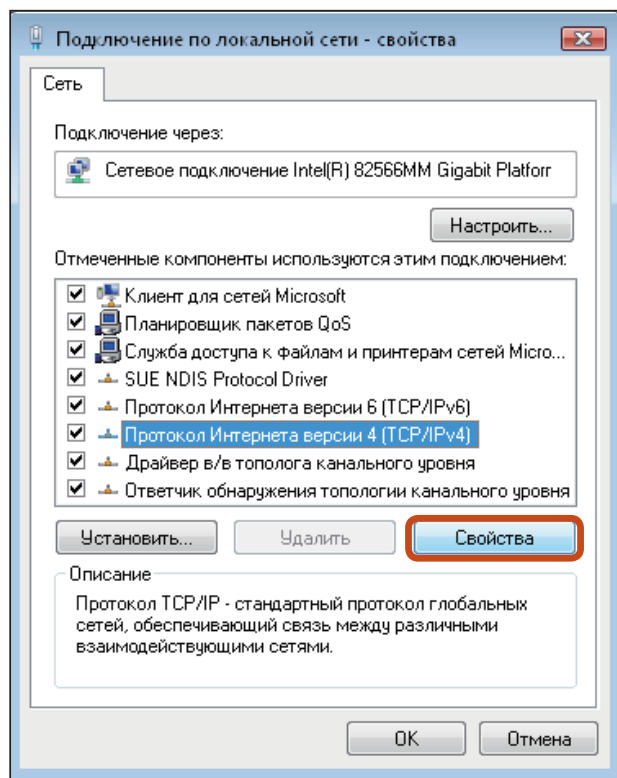 Подключение по локальной сети - свойства
Сеть
Подключение через:
Сетевое подключение Intel(R) 82566MM Gigabit Platforr
Настроить...
Отмеченные компоненты используются этим подключением:
Клиент для сетей Microsoft
Планировщик пакетов QoS
Служба доступа к файлам и принтерам сетей Micro...
SUE NDIS Protocol Driver
Протокол Интернета версии 6 (TCP/IPv6)
Протокол Интернета версии 4 (TCP/IPv4)
Драйвер в/в тополога канального уровня
Ответчик обнаружения топологии канального уровня
Установить...
Удалить
Свойства
Описание
Протокол TCP/IP - стандартный протокол глобальных
сетей, обеспечивающий связь между различными
взаимодействующими сетями.
OK
Отмена